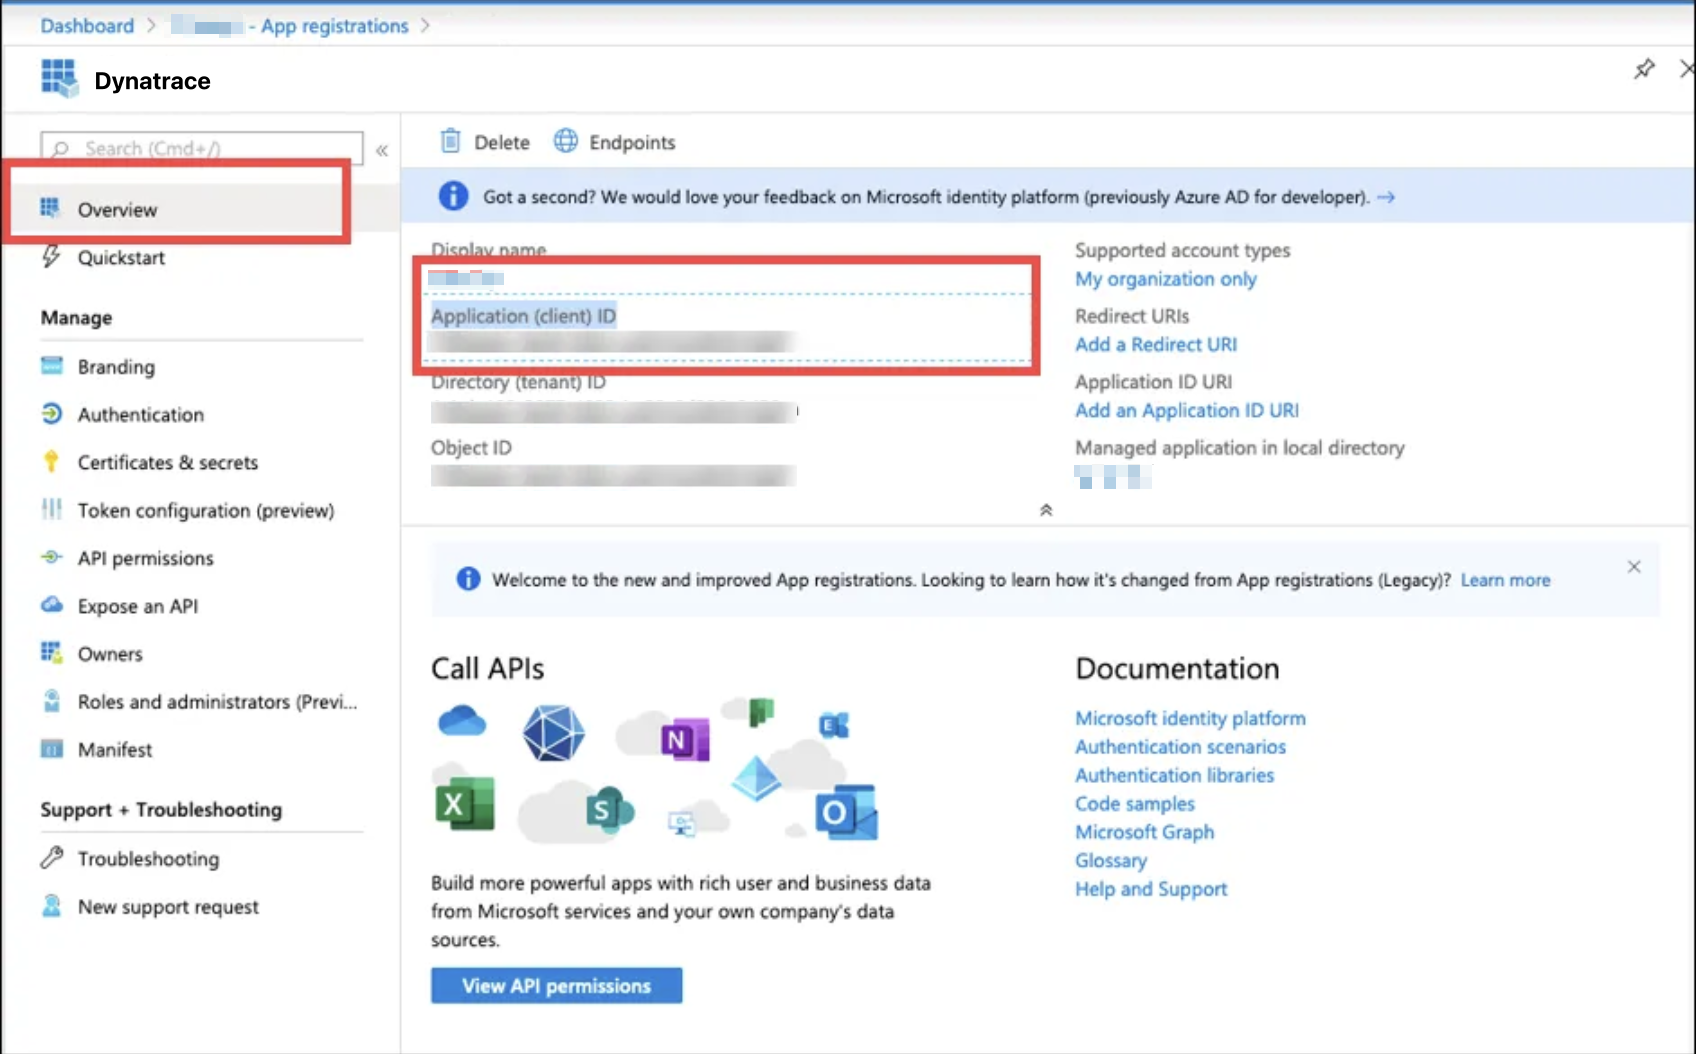 Dashboard
- App registrations
Dynatrace
Search (Cmd+/)
Overview
Quickstart
Manage
Branding
Authentication
Certificates & secrets
Token configuration (preview)
API permissions
Expose an API
Owners
Roles and administrators (Previ...
Manifest
Support + Troubleshooting
Troubleshooting
New support request
Delete
Endpoints
Got a second? We would love your feedback on Microsoft identity platform (previously Azure AD for developer). →
Display name
Application (client) ID
Directory (tenant) ID
Object ID
Supported account types
My organization only
Redirect URIs
Add a Redirect URI
Application ID URI
Add an Application ID URI
Managed application in local directory
Welcome to the new and improved App registrations. Looking to learn how it's changed from App registrations (Legacy)? Learn more
Call APIs
N
E
X
S
O
Build more powerful apps with rich user and business data
from Microsoft services and your own company's data
sources.
View API permissions
Documentation
Microsoft identity platform
Authentication scenarios
Authentication libraries
Code samples
Microsoft Graph
Glossary
Help and Support